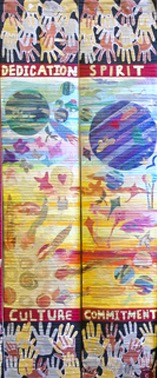 DEDICATION SPIRIT
CULTURE COMMITMENT